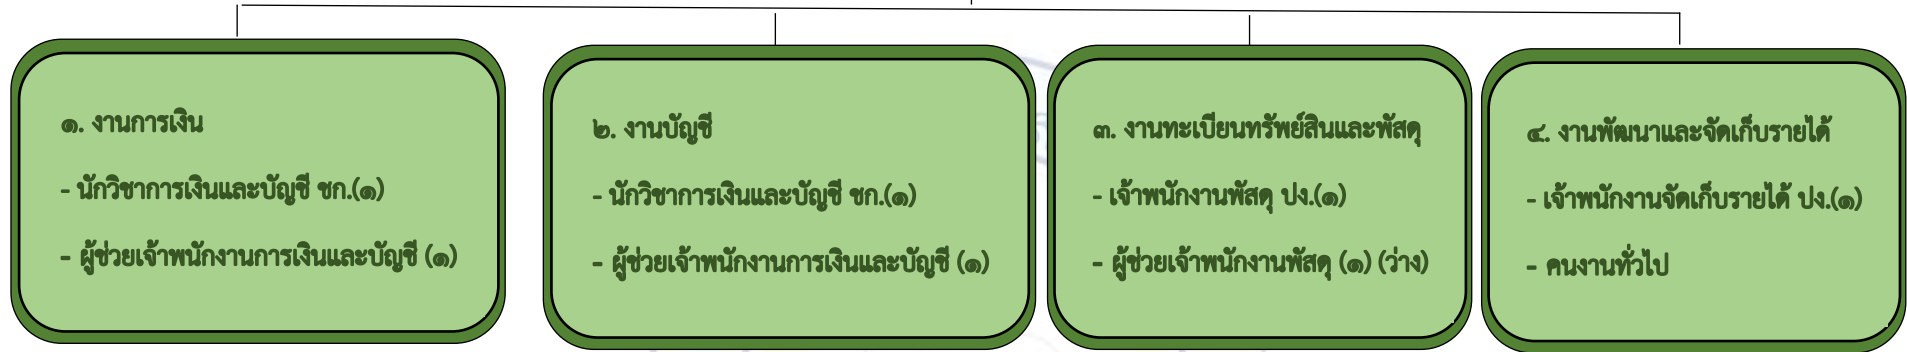 ๑. งานการเงิน
- นักวิชาการเงินและบัญชี ชก.(๑)
- ผู้ช่วยเจ้าพนักงานการเงินและบัญชี (๑)
๒. งานบัญชี
- นักวิชาการเงินและบัญชี ชก.(๑)
- ผู้ช่วยเจ้าพนักงานการเงินและบัญชี (๑)
๓. งานทะเบียนทรัพย์สินและพัสดุ
- เจ้าพนักงานพัสดุ ปง.(๑)
- ผู้ช่วยเจ้าพนักงานพัสดุ (๑) (ว่าง)
๔. งานพัฒนาและจัดเก็บรายได้
- เจ้าพนักงานจัดเก็บรายได้ ปง.(๑)
- คนงานทั่วไป